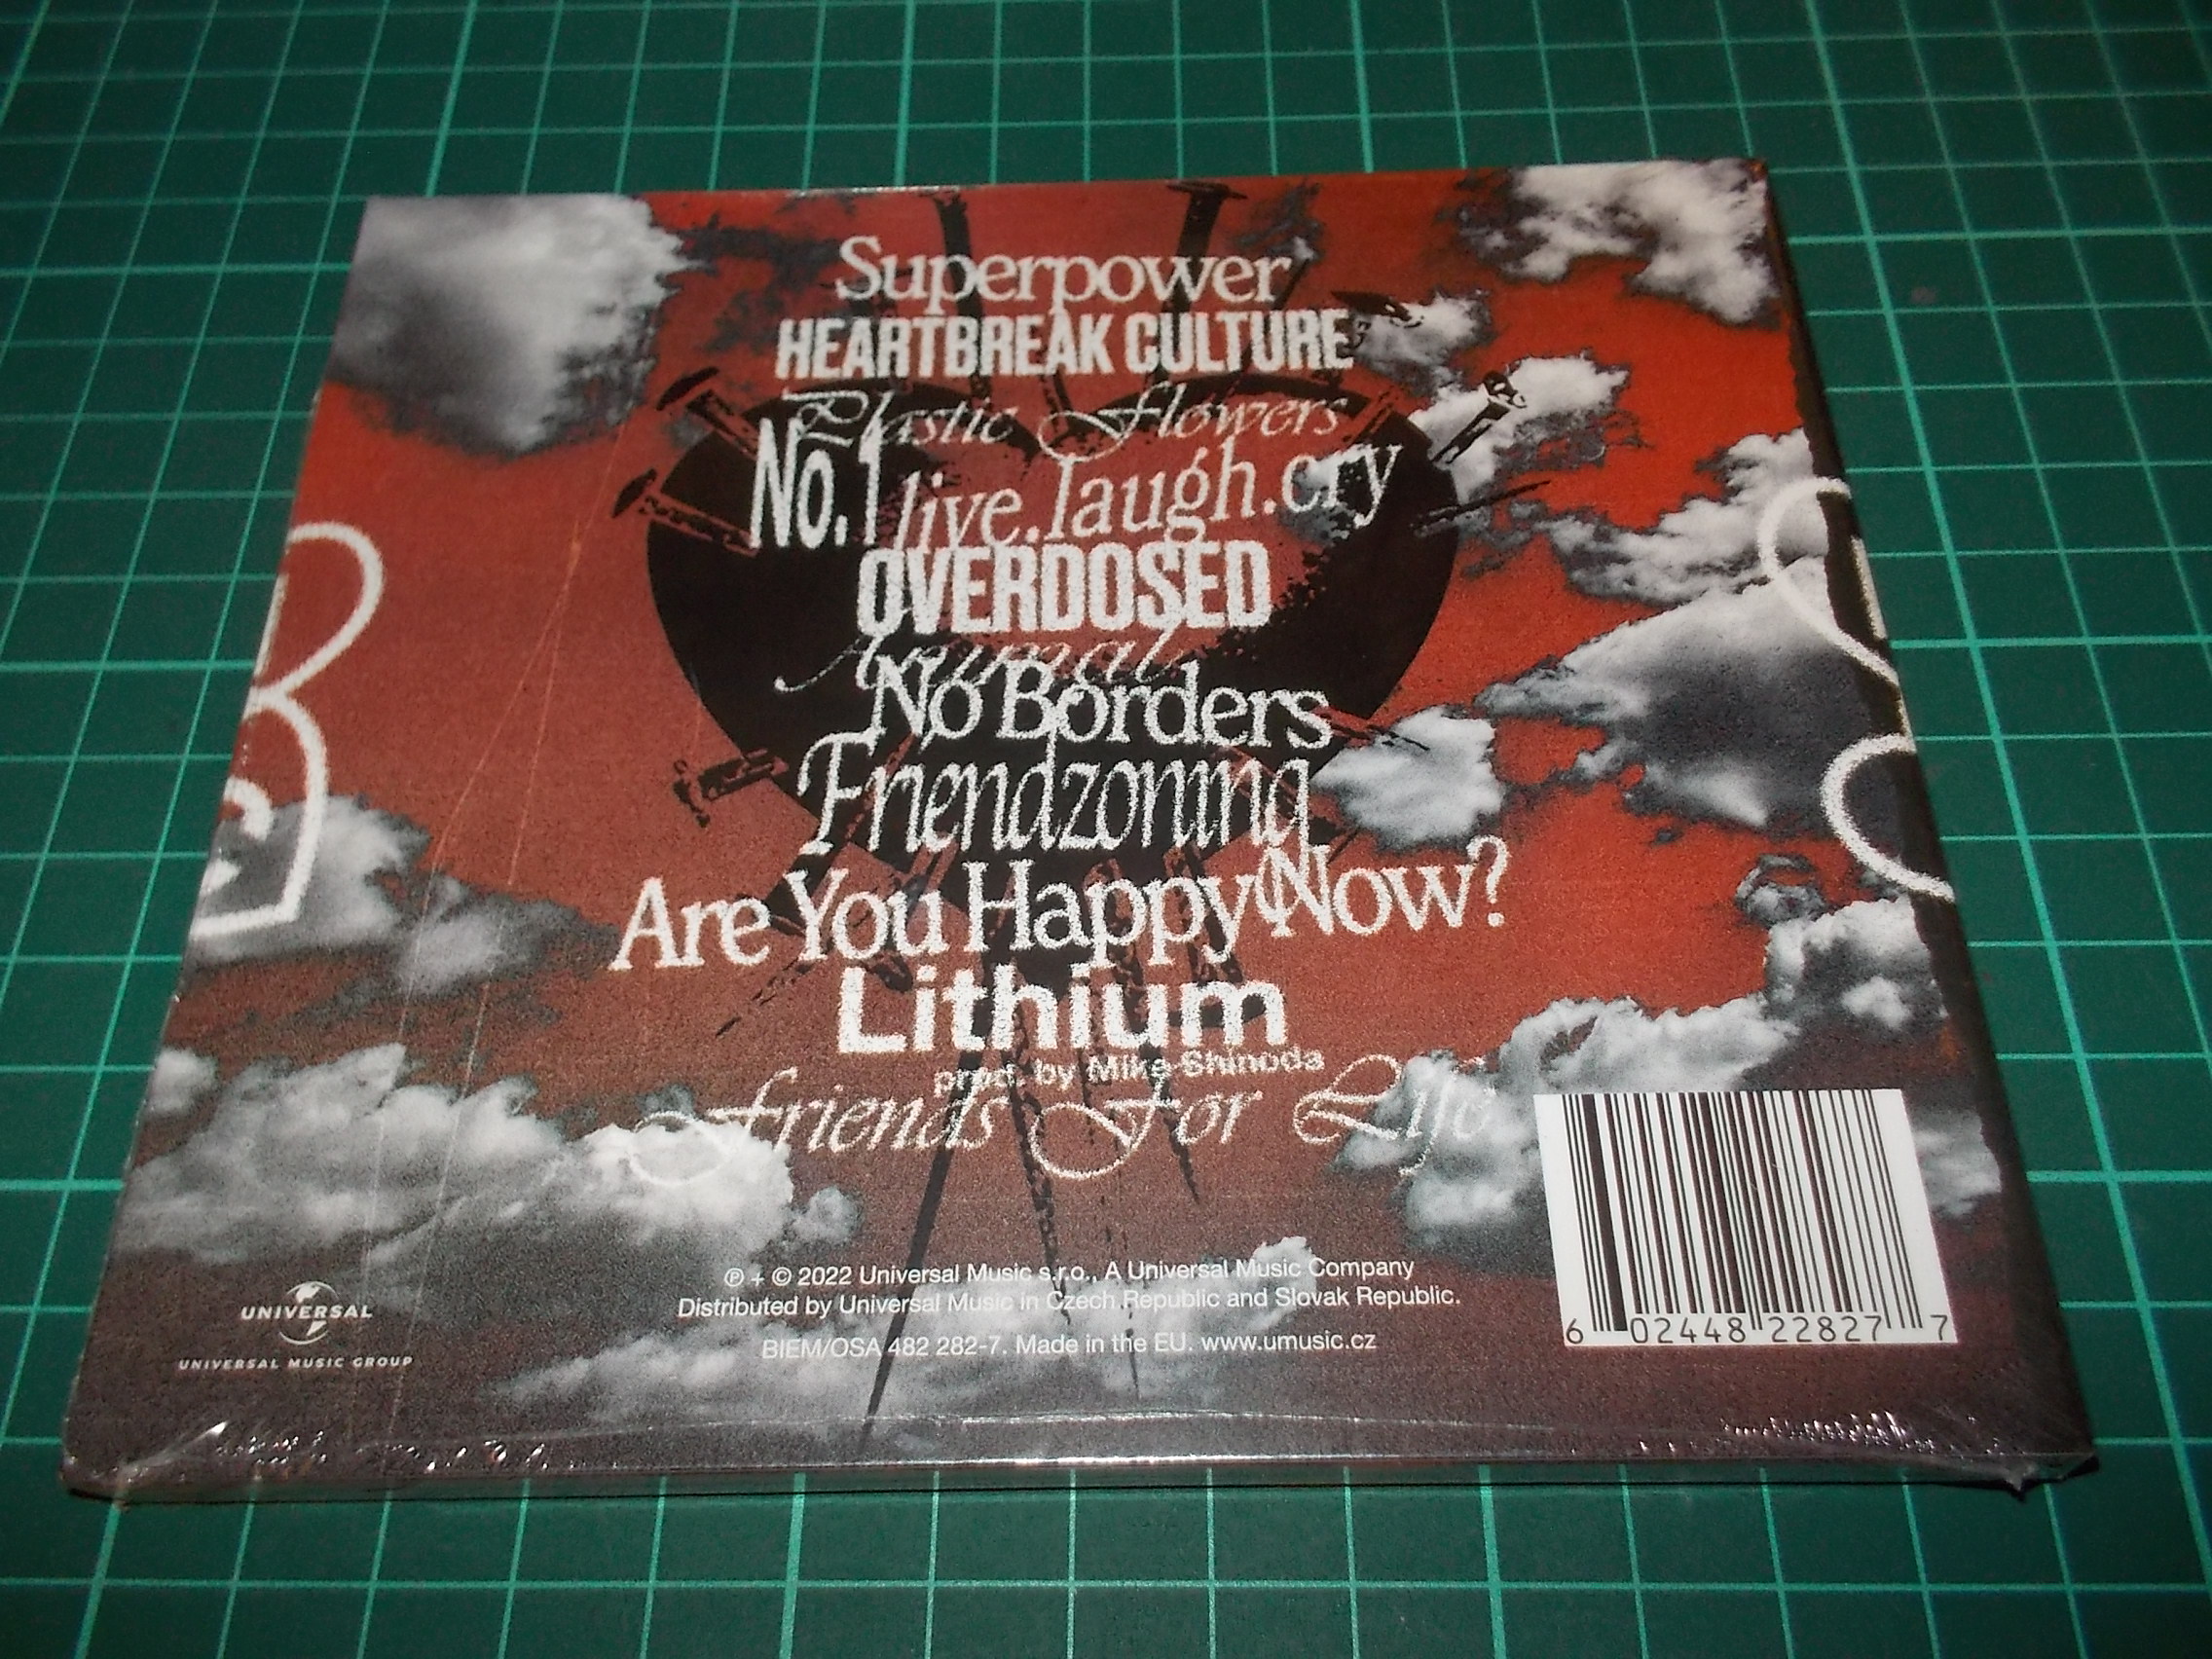 Superpower
HEARTBREAK CULTURE
Plastic Flowers
No.1 live.laugh.cry
OVERDOSED
Animal
No Borders
Friendzoning
Are You Happy Now?
Lithium
prod. by Mike Shinoda
Friends For Life
℗ + © 2022 Universal Music s.r.o., A Universal Music Company
Distributed by Universal Music in Czech Republic and Slovak Republic.
BIEM/OSA 482 282-7. Made in the EU. www.umusic.cz
UNIVERSAL
UNIVERSAL MUSIC GROUP
6 02448 22827 7